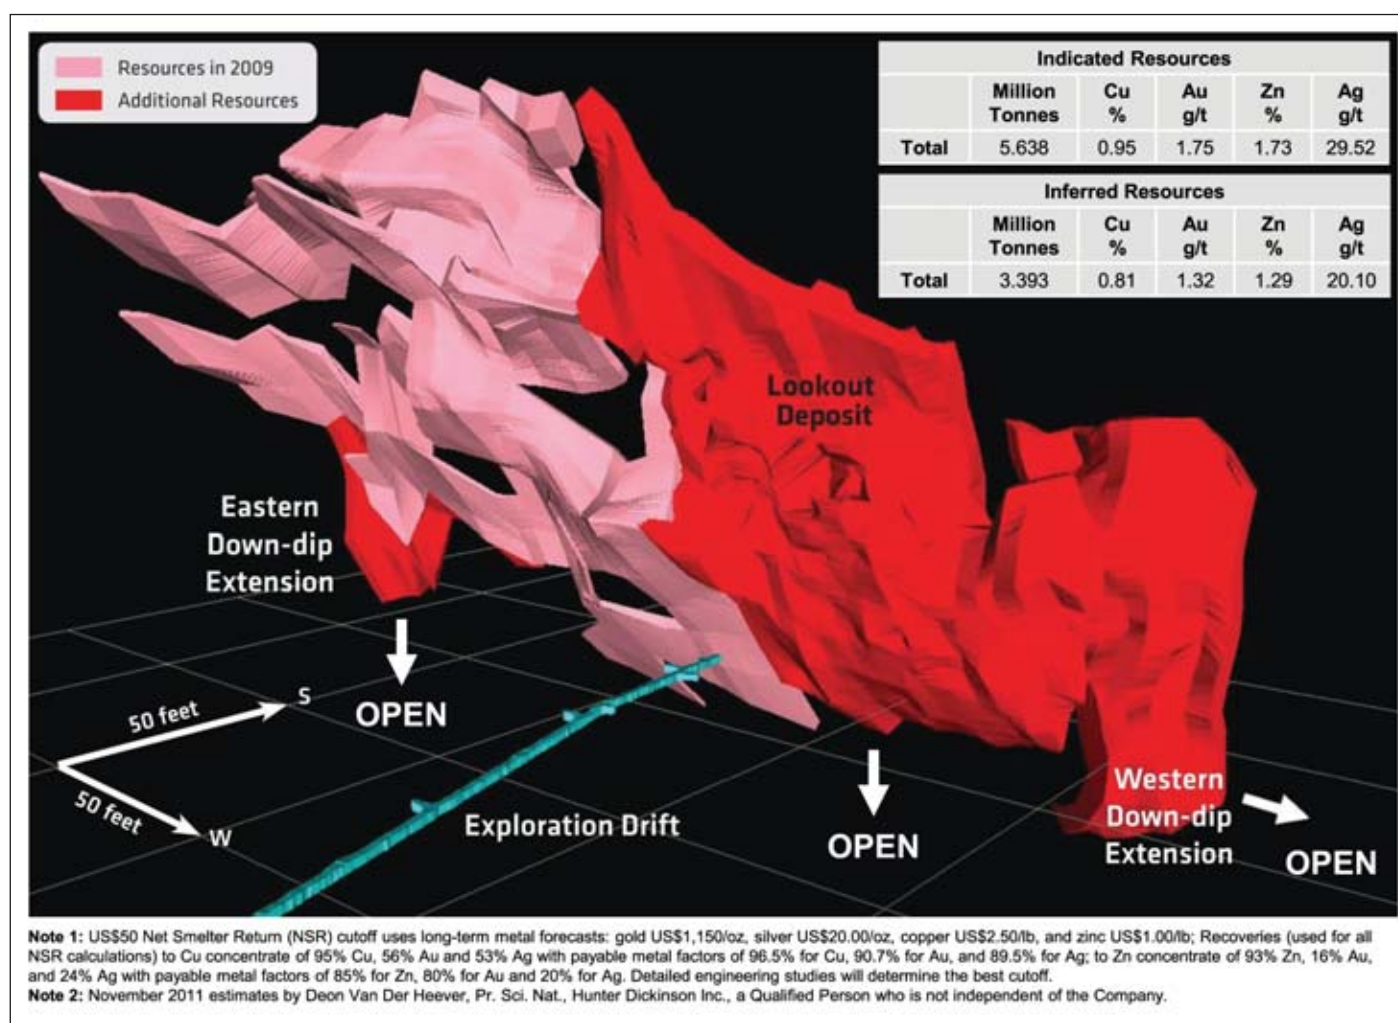 Resources in 2009
Additional Resources
Indicated Resources
Million Tonnes Cu % Au g/t Zn % Ag g/t
Total 5.638 0.95 1.75 1.73 29.52
Inferred Resources
Million Tonnes Cu % Au g/t Zn % Ag g/t
Total 3.393 0.81 1.32 1.29 20.10
Lookout
Deposit
Eastern
Down-dip
Extension
OPEN
50 feet
S
50 feet
W
Exploration Drift
OPEN
Western
Down-dip
Extension
OPEN
Note 1: US$50 Net Smelter Return (NSR) cutoff uses long-term metal forecasts: gold US$1,150/oz, silver US$20.00/oz, copper US$2.50/lb, and zinc US$1.00/lb; Recoveries (used for all
NSR calculations) to Cu concentrate of 95% Cu, 56% Au and 53% Ag with payable metal factors of 96.5% for Cu, 90.7% for Au, and 89.5% for Ag; to Zn concentrate of 93% Zn, 16% Au,
and 24% Ag with payable metal factors of 85% for Zn, 80% for Au and 20% for Ag. Detailed engineering studies will determine the best cutoff.
Note 2: November 2011 estimates by Deon Van Der Heever, Pr. Sci. Nat., Hunter Dickinson Inc., a Qualified Person who is not independent of the Company.